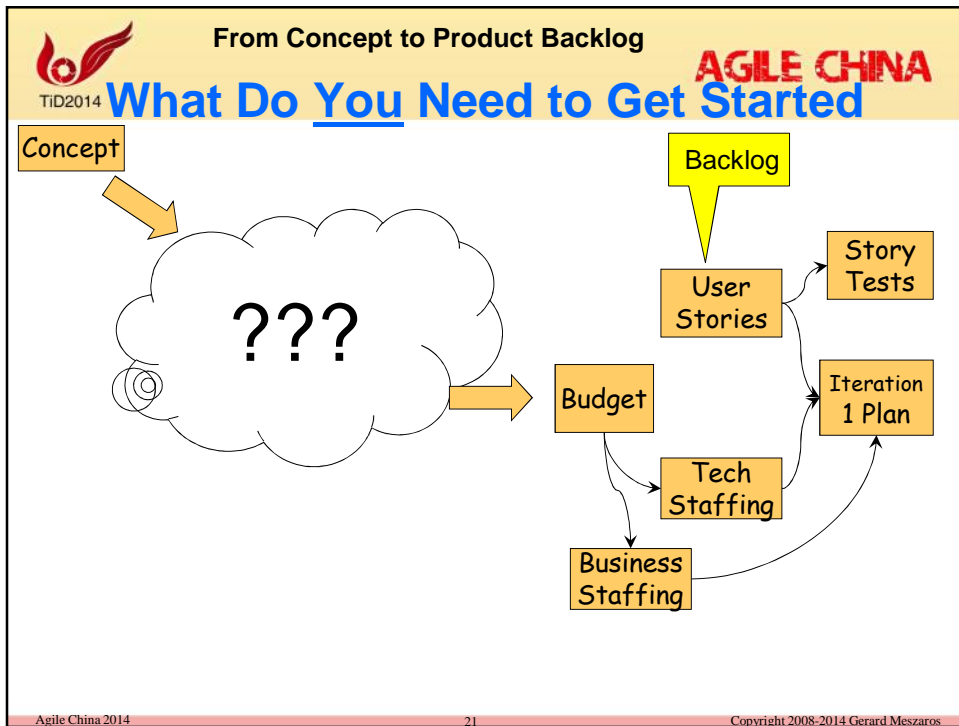 From Concept to Product Backlog
AGILE CHINA
TiD2014
What Do You Need to Get Started
Concept
Backlog
Story
Tests
User
Stories
???
Budget
Iteration
1 Plan
Tech
Staffing
Business
Staffing
Agile China 2014
21
Copyright 2008-2014 Gerard Meszaros